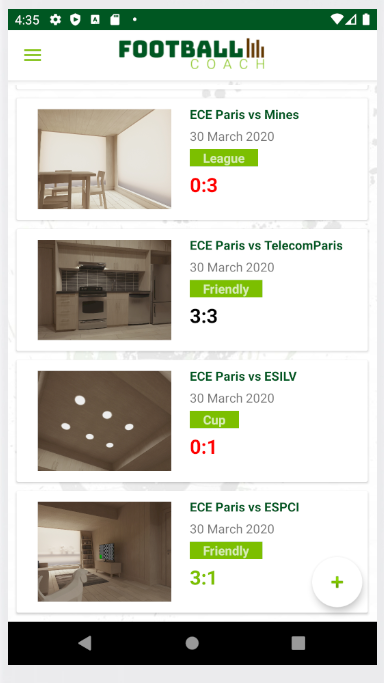 4:35
FOOTBALL
COACH
ECE Paris vs Mines
30 March 2020
League
0:3
ECE Paris vs TelecomParis
30 March 2020
Friendly
3:3
ECE Paris vs ESILV
30 March 2020
Cup
0:1
ECE Paris vs ESPCI
30 March 2020
Friendly
3:1
+